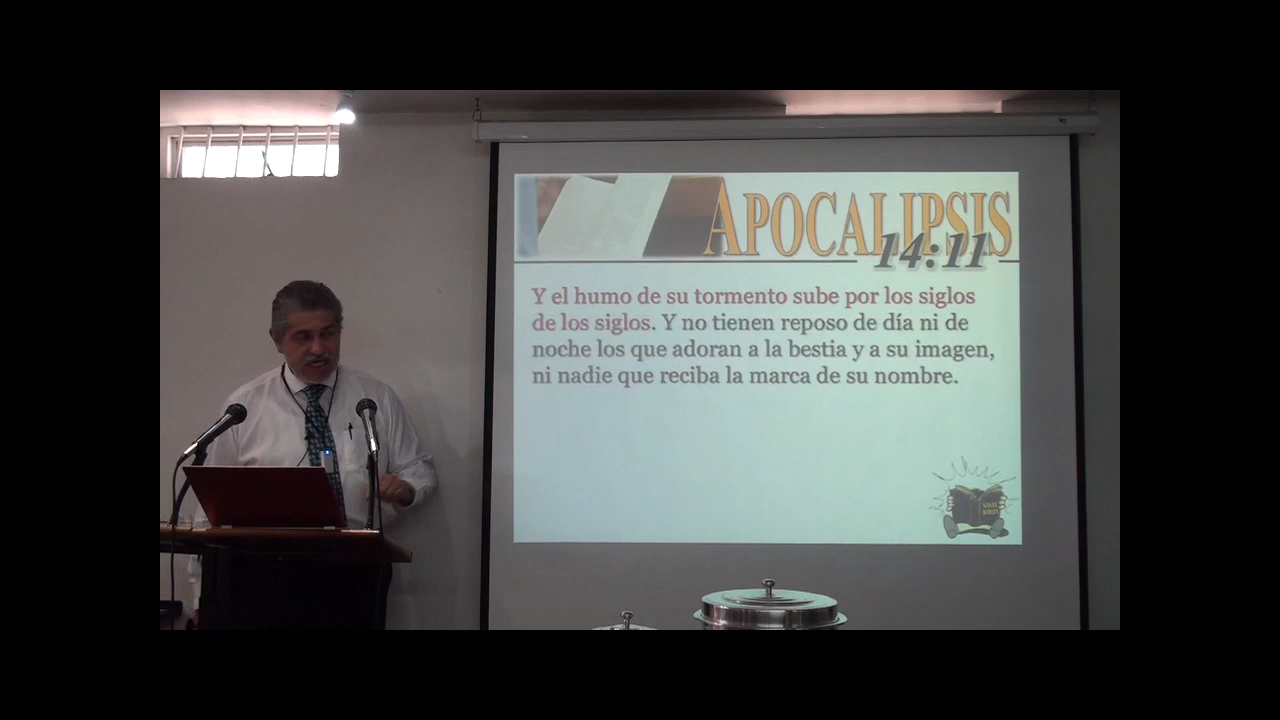 APOCALIPSIS
14:11
Y el humo de su tormento sube por los siglos
de los siglos. Y no tienen reposo de día ni de
noche los que adoran a la bestia y a su imagen,
ni nadie que reciba la marca de su nombre.